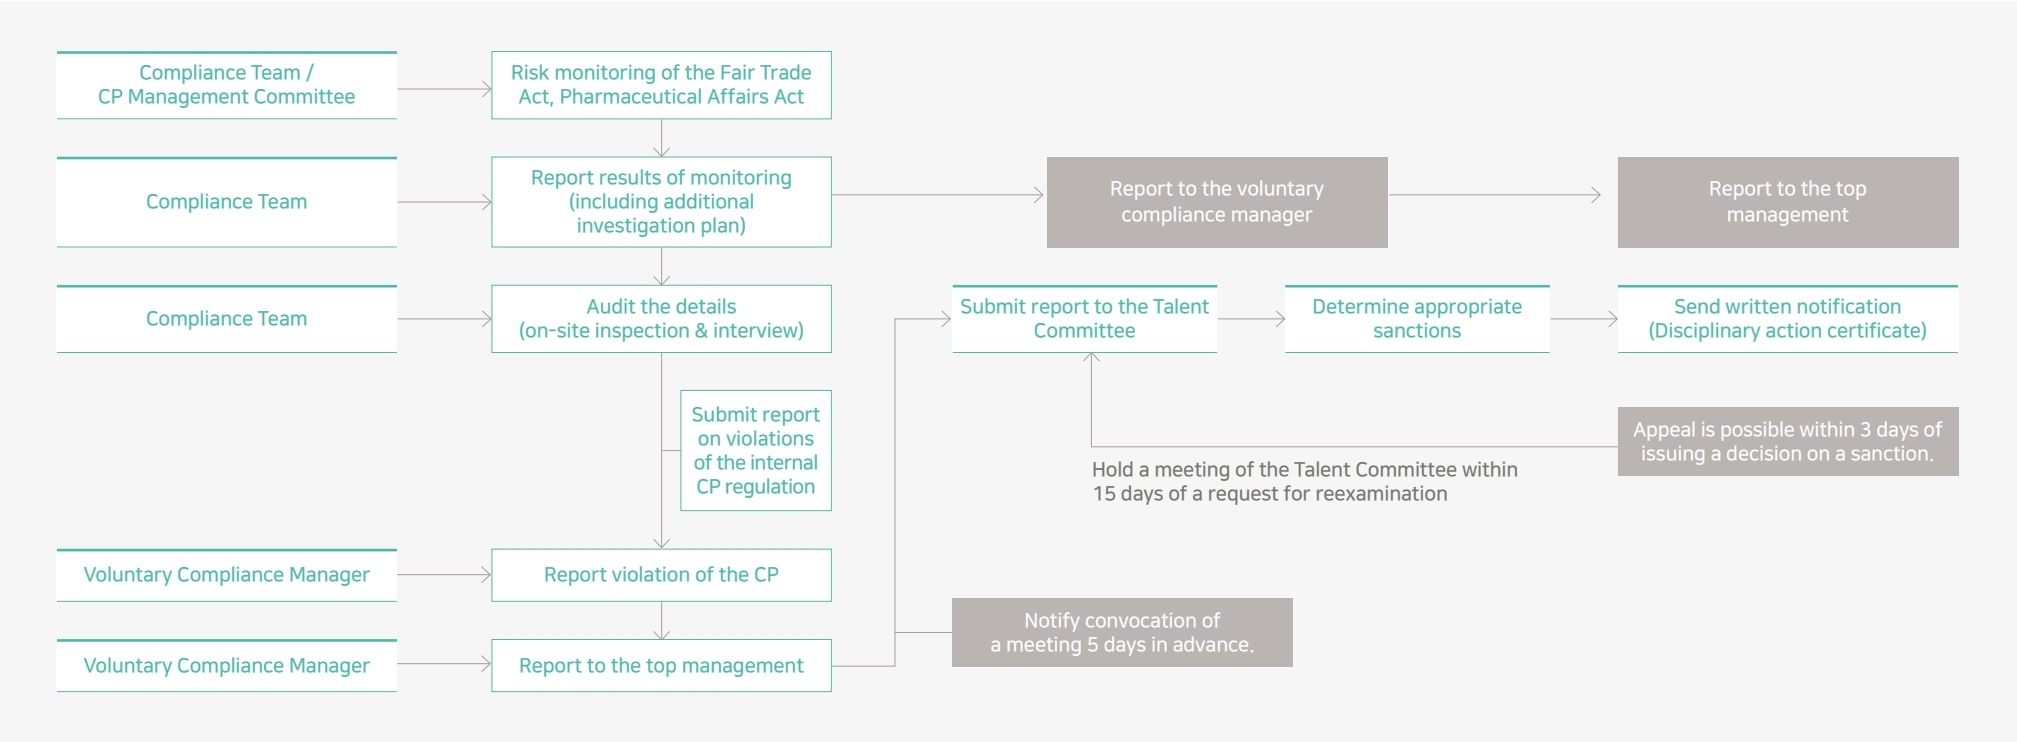 Compliance Team /
CP Management Committee
Risk monitoring of the Fair Trade
Act, Pharmaceutical Affairs Act
Compliance Team
Report results of monitoring
(including additional
investigation plan)
Report to the voluntary
compliance manager
Report to the top
management
Compliance Team
Audit the details
(on-site inspection & interview)
Submit report to the Talent
Committee
Determine appropriate
sanctions
Send written notification
(Disciplinary action certificate)
Submit report
on violations
of the internal
CP regulation
Appeal is possible within 3 days of
issuing a decision on a sanction.
Hold a meeting of the Talent Committee within
15 days of a request for reexamination
Voluntary Compliance Manager
Report violation of the CP
Notify convocation of
a meeting 5 days in advance.
Voluntary Compliance Manager
Report to the top management